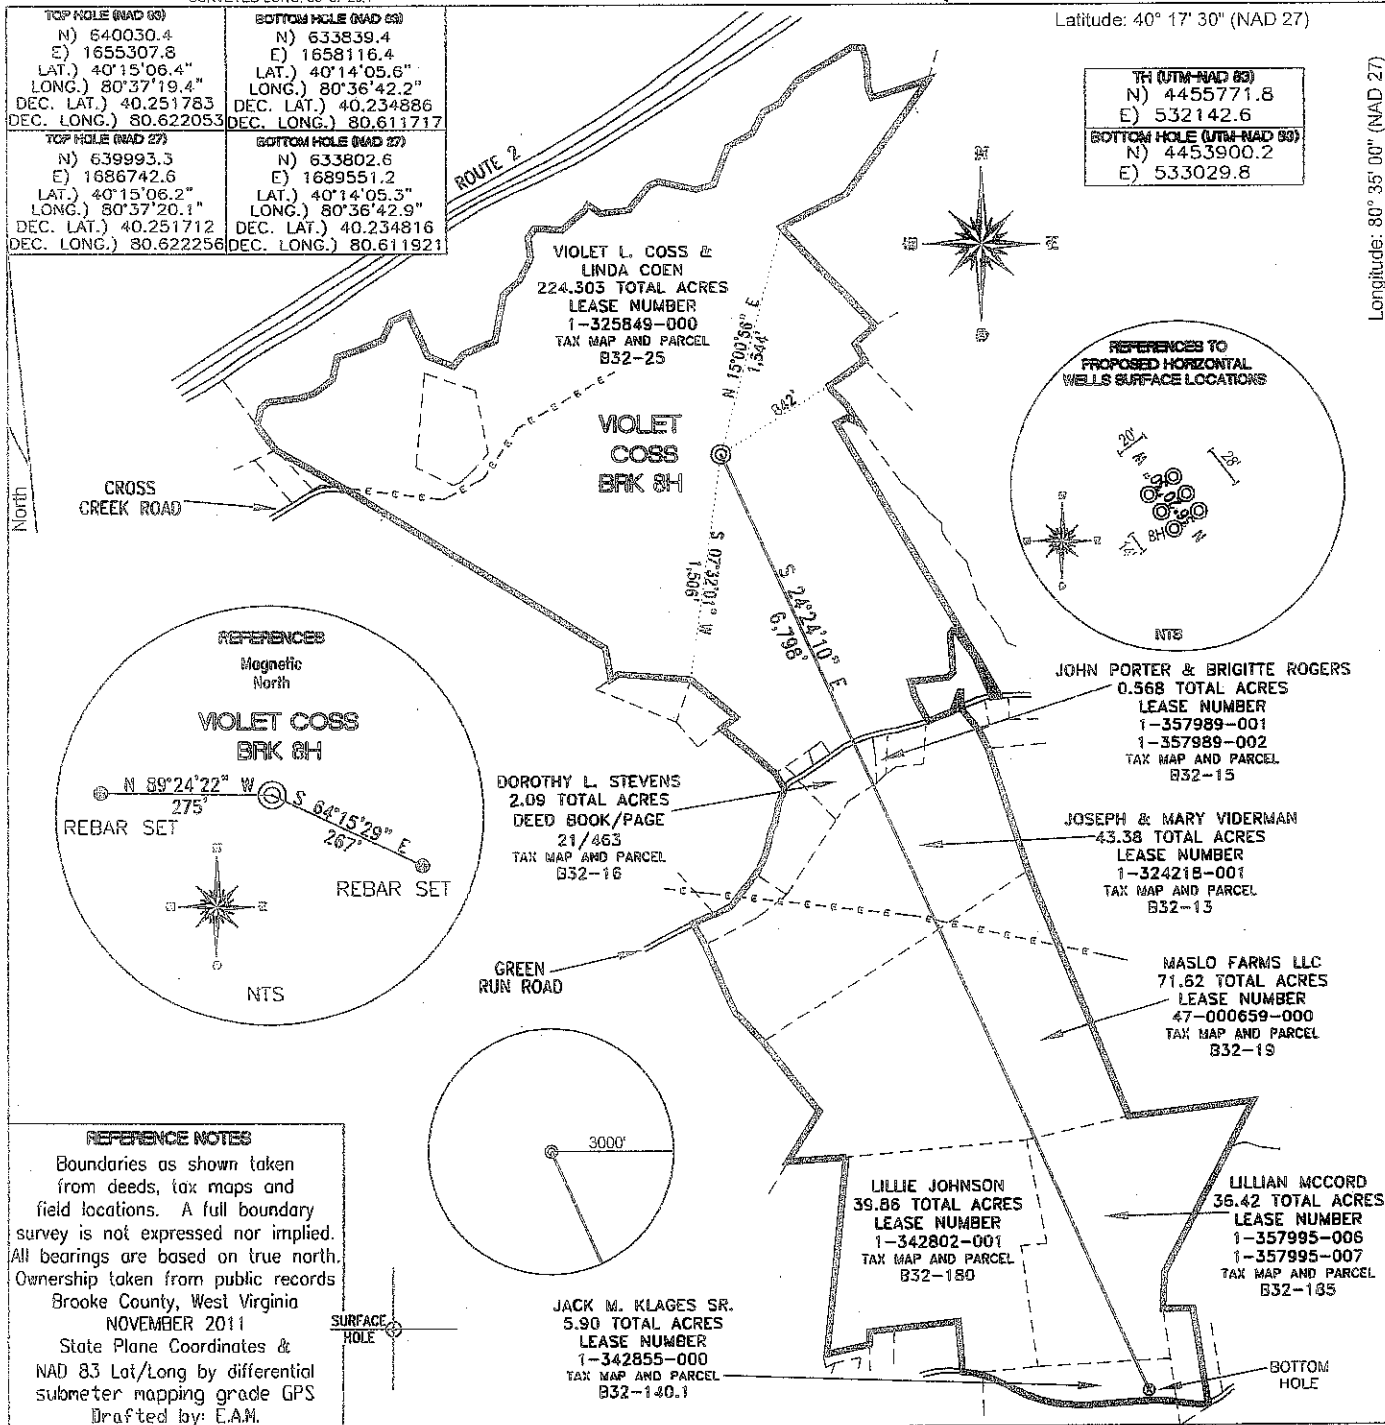 TOP HOLE (NAD 83)
N) 640030.4
E) 1655307.8
LAT.) 40°15'06.4"
LONG.) 80°37'19.4"
DEC. LAT.) 40.251783
DEC. LONG.) 80.622053
BOTTOM HOLE (NAD 83)
N) 633839.4
E) 1658116.4
LAT.) 40°14'05.6"
LONG.) 80°36'42.2"
DEC. LAT.) 40.234886
DEC. LONG.) 80.611717
TOP HOLE (NAD 27)
N) 639993.3
E) 1686742.6
LAT.) 40°15'06.2"
LONG.) 80°37'20.1"
DEC. LAT.) 40.251712
DEC. LONG.) 80.622256
BOTTOM HOLE (NAD 27)
N) 633802.6
E) 1689551.2
LAT.) 40°14'05.3"
LONG.) 80°36'42.9"
DEC. LAT.) 40.234816
DEC. LONG.) 80.611921
Latitude: 40° 17' 30" (NAD 27)
Longitude: 80° 35' 00" (NAD 27)
TH (UTM-NAD 83)
N) 4455771.8
E) 532142.6
BOTTOM HOLE (UTM-NAD 83)
N) 4453900.2
E) 533029.8
ROUTE 2
VIOLET L. COSS &
LINDA COEN
224.303 TOTAL ACRES
LEASE NUMBER
1-325849-000
TAX MAP AND PARCEL
B32-25
N 15°00'56" E
1,544'
842'
VIOLET
COSS
BRK 8H
REFERENCES TO
PROPOSED HORIZONTAL
WELLS SURFACE LOCATIONS
20'
28'
8H
NTS
CROSS
CREEK ROAD
North
S 07°32'01" W
1,506'
S 24°24'10" E
6,798'
REFERENCES
Magnetic
North
VIOLET COSS
BRK 8H
N 89°24'22" W
275'
REBAR SET
S 64°15'29" E
267'
REBAR SET
NTS
JOHN PORTER & BRIGITTE ROGERS
0.568 TOTAL ACRES
LEASE NUMBER
1-357989-001
1-357989-002
TAX MAP AND PARCEL
B32-15
DOROTHY L. STEVENS
2.09 TOTAL ACRES
DEED BOOK/PAGE
21/463
TAX MAP AND PARCEL
B32-16
JOSEPH & MARY VIDERMAN
43.38 TOTAL ACRES
LEASE NUMBER
1-324218-001
TAX MAP AND PARCEL
B32-13
GREEN
RUN ROAD
MASLO FARMS LLC
71.62 TOTAL ACRES
LEASE NUMBER
47-000659-000
TAX MAP AND PARCEL
B32-19
3000'
REFERENCE NOTES
Boundaries as shown taken
from deeds, tax maps and
field locations. A full boundary
survey is not expressed nor implied.
All bearings are based on true north.
Ownership taken from public records
Brooke County, West Virginia
NOVEMBER 2011
State Plane Coordinates &
NAD 83 Lat/Long by differential
submeter mapping grade GPS
Drafted by: E.A.M.
SURFACE
HOLE
LILLIE JOHNSON
39.86 TOTAL ACRES
LEASE NUMBER
1-342802-001
TAX MAP AND PARCEL
B32-180
LILLIAN MCCORD
36.42 TOTAL ACRES
LEASE NUMBER
1-357995-006
1-357995-007
TAX MAP AND PARCEL
B32-185
JACK M. KLAGES SR.
5.90 TOTAL ACRES
LEASE NUMBER
1-342855-000
TAX MAP AND PARCEL
B32-140.1
BOTTOM
HOLE